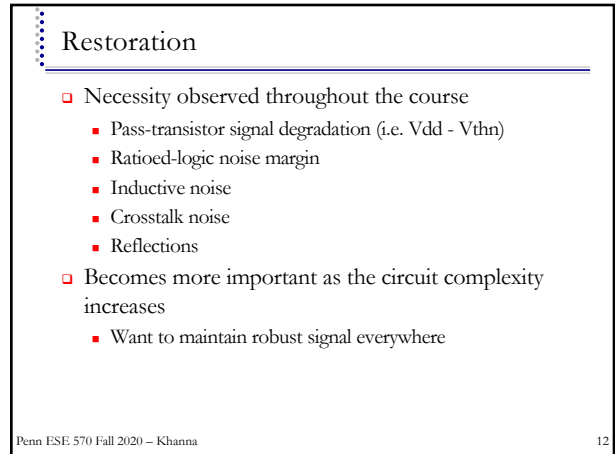 Restoration
Necessity observed throughout the course
Pass-transistor signal degradation (i.e. Vdd - Vthn)
Ratioed-logic noise margin
Inductive noise
Crosstalk noise
Reflections
Becomes more important as the circuit complexity
increases
Want to maintain robust signal everywhere
Penn ESE 570 Fall 2020 – Khanna
12